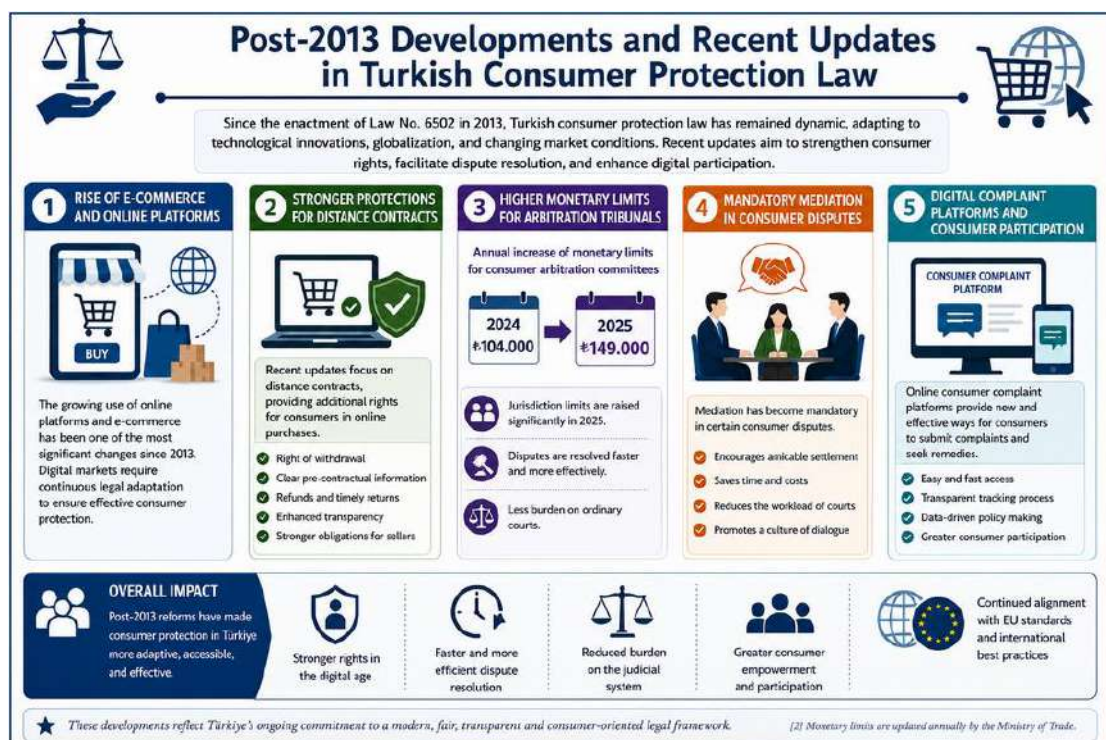 Post-2013 Developments and Recent Updates
in Turkish Consumer Protection Law
Since the enactment of Law No. 6502 in 2013, Turkish consumer protection law has remained dynamic, adapting to
technological innovations, globalization, and changing market conditions. Recent updates aim to strengthen consumer
rights, facilitate dispute resolution, and enhance digital participation.
1
RISE OF E-COMMERCE
AND ONLINE PLATFORMS
BUY
The growing use of online
platforms and e-commerce
has been one of the most
significant changes since 2013.
Digital markets require
continuous legal adaptation
to ensure effective consumer
protection.
2
STRONGER PROTECTIONS
FOR DISTANCE CONTRACTS
Recent updates focus on
distance contracts,
providing additional rights
for consumers in online
purchases.
Right of withdrawal
Clear pre-contractual information
Refunds and timely returns
Enhanced transparency
Stronger obligations for sellers
3
HIGHER MONETARY LIMITS
FOR ARBITRATION TRIBUNALS
Annual increase of monetary limits
for consumer arbitration committees
2024
₺104.000
2025
₺149.000
Jurisdiction limits are raised
significantly in 2025.
Disputes are resolved faster
and more effectively.
Less burden on ordinary
courts.
4
MANDATORY MEDIATION
IN CONSUMER DISPUTES
Mediation has become mandatory
in certain consumer disputes.
Encourages amicable settlement
Saves time and costs
Reduces the workload of courts
Promotes a culture of dialogue
5
DIGITAL COMPLAINT
PLATFORMS AND
CONSUMER PARTICIPATION
CONSUMER COMPLAINT
PLATFORM
Online consumer complaint
platforms provide new and
effective ways for consumers
to submit complaints and
seek remedies.
Easy and fast access
Transparent tracking process
Data-driven policy making
Greater consumer participation
OVERALL IMPACT
Post-2013 reforms have made
consumer protection in Türkiye
more adaptive, accessible,
and effective.
Stronger rights in
the digital age
Faster and more
efficient dispute
resolution
Reduced burden
on the judicial
system
Greater consumer
empowerment
and participation
Continued alignment
with EU standards
and international
best practices
These developments reflect Türkiye's ongoing commitment to a modern, fair, transparent and consumer-oriented legal framework.
[2] Monetary limits are updated annually by the Ministry of Trade.